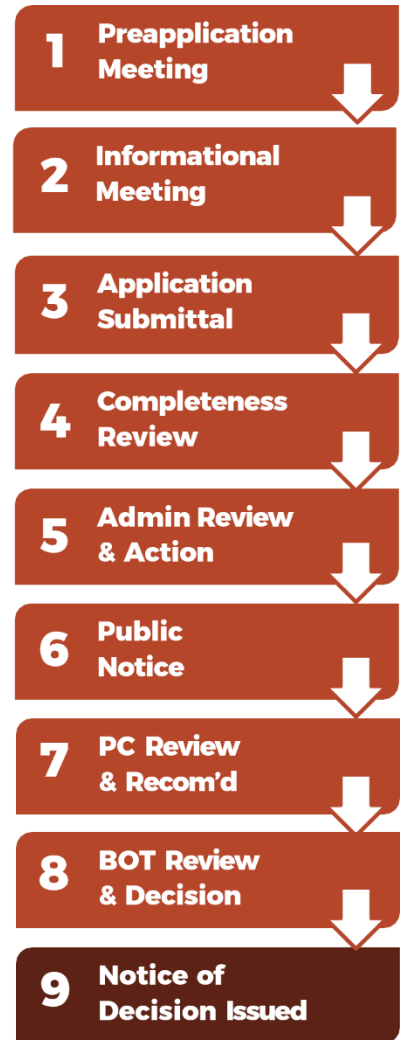 1 Preapplication
Meeting
2 Informational
Meeting
3 Application
Submittal
4 Completeness
Review
5 Admin Review
& Action
6 Public
Notice
7 PC Review
& Recom’d
8 BOT Review
& Decision
9 Notice of
Decision Issued